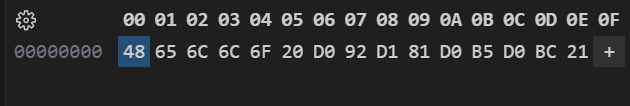 00 01 02 03 04 05 06 07 08 09 0A 0B 0C 0D 0E 0F
00000000 48 65 6C 6C 6F 20 D0 92 D1 81 D0 B5 D0 BC 21 +